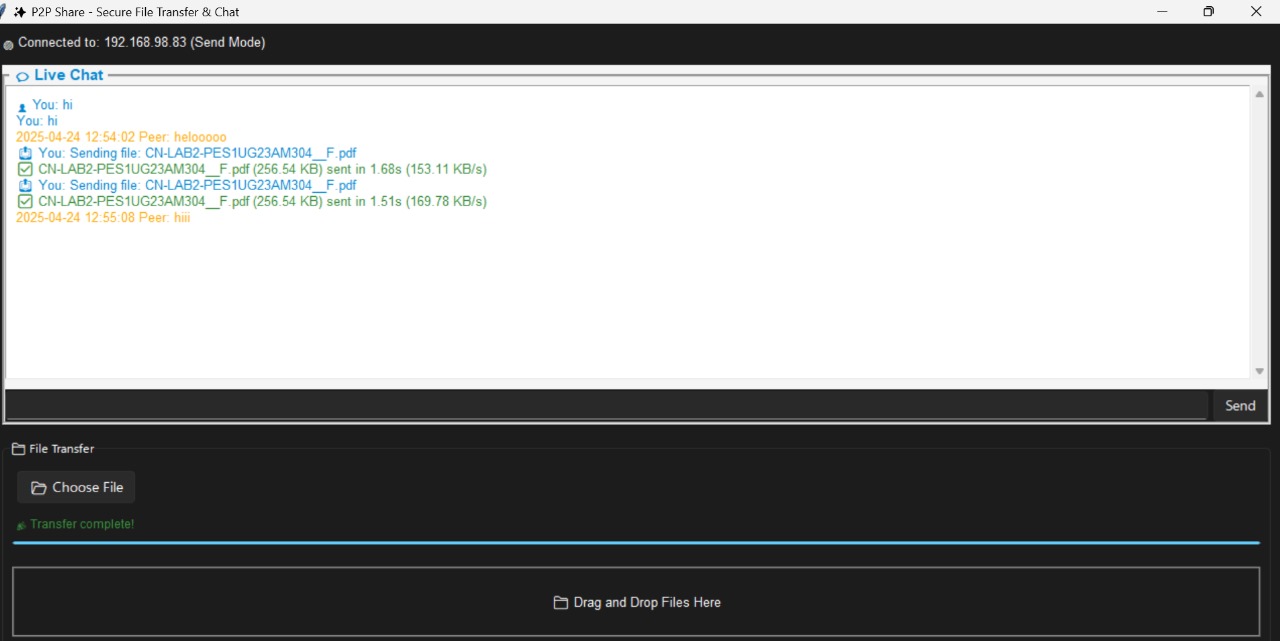 P2P Share - Secure File Transfer & Chat
Connected to: 192.168.98.83 (Send Mode)
Live Chat
You: hi
You: hi
2025-04-24 12:54:02 Peer: helooooo
You: Sending file: CN-LAB2-PES1UG23AM304__F.pdf
CN-LAB2-PES1UG23AM304__F.pdf (256.54 KB) sent in 1.68s (153.11 KB/s)
You: Sending file: CN-LAB2-PES1UG23AM304__F.pdf
CN-LAB2-PES1UG23AM304__F.pdf (256.54 KB) sent in 1.51s (169.78 KB/s)
2025-04-24 12:55:08 Peer: hiii
Send
File Transfer
Choose File
Transfer complete!
Drag and Drop Files Here